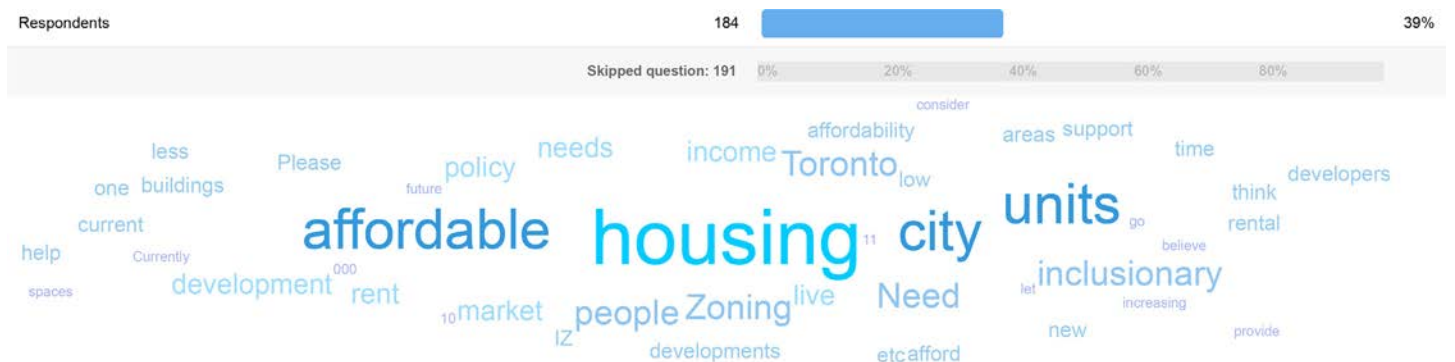 Respondents 184 39%
Skipped question: 191 0% 20% 40% 60% 80%
consider
affordability areas support
less Please needs income Toronto time
one buildings future policy low think developers
current affordable housing 11 city units go rental
help Currently believe
spaces development 000 rent let inclusionary
10 market people Zoning live Need increasing
IZ new provide
developments etc afford